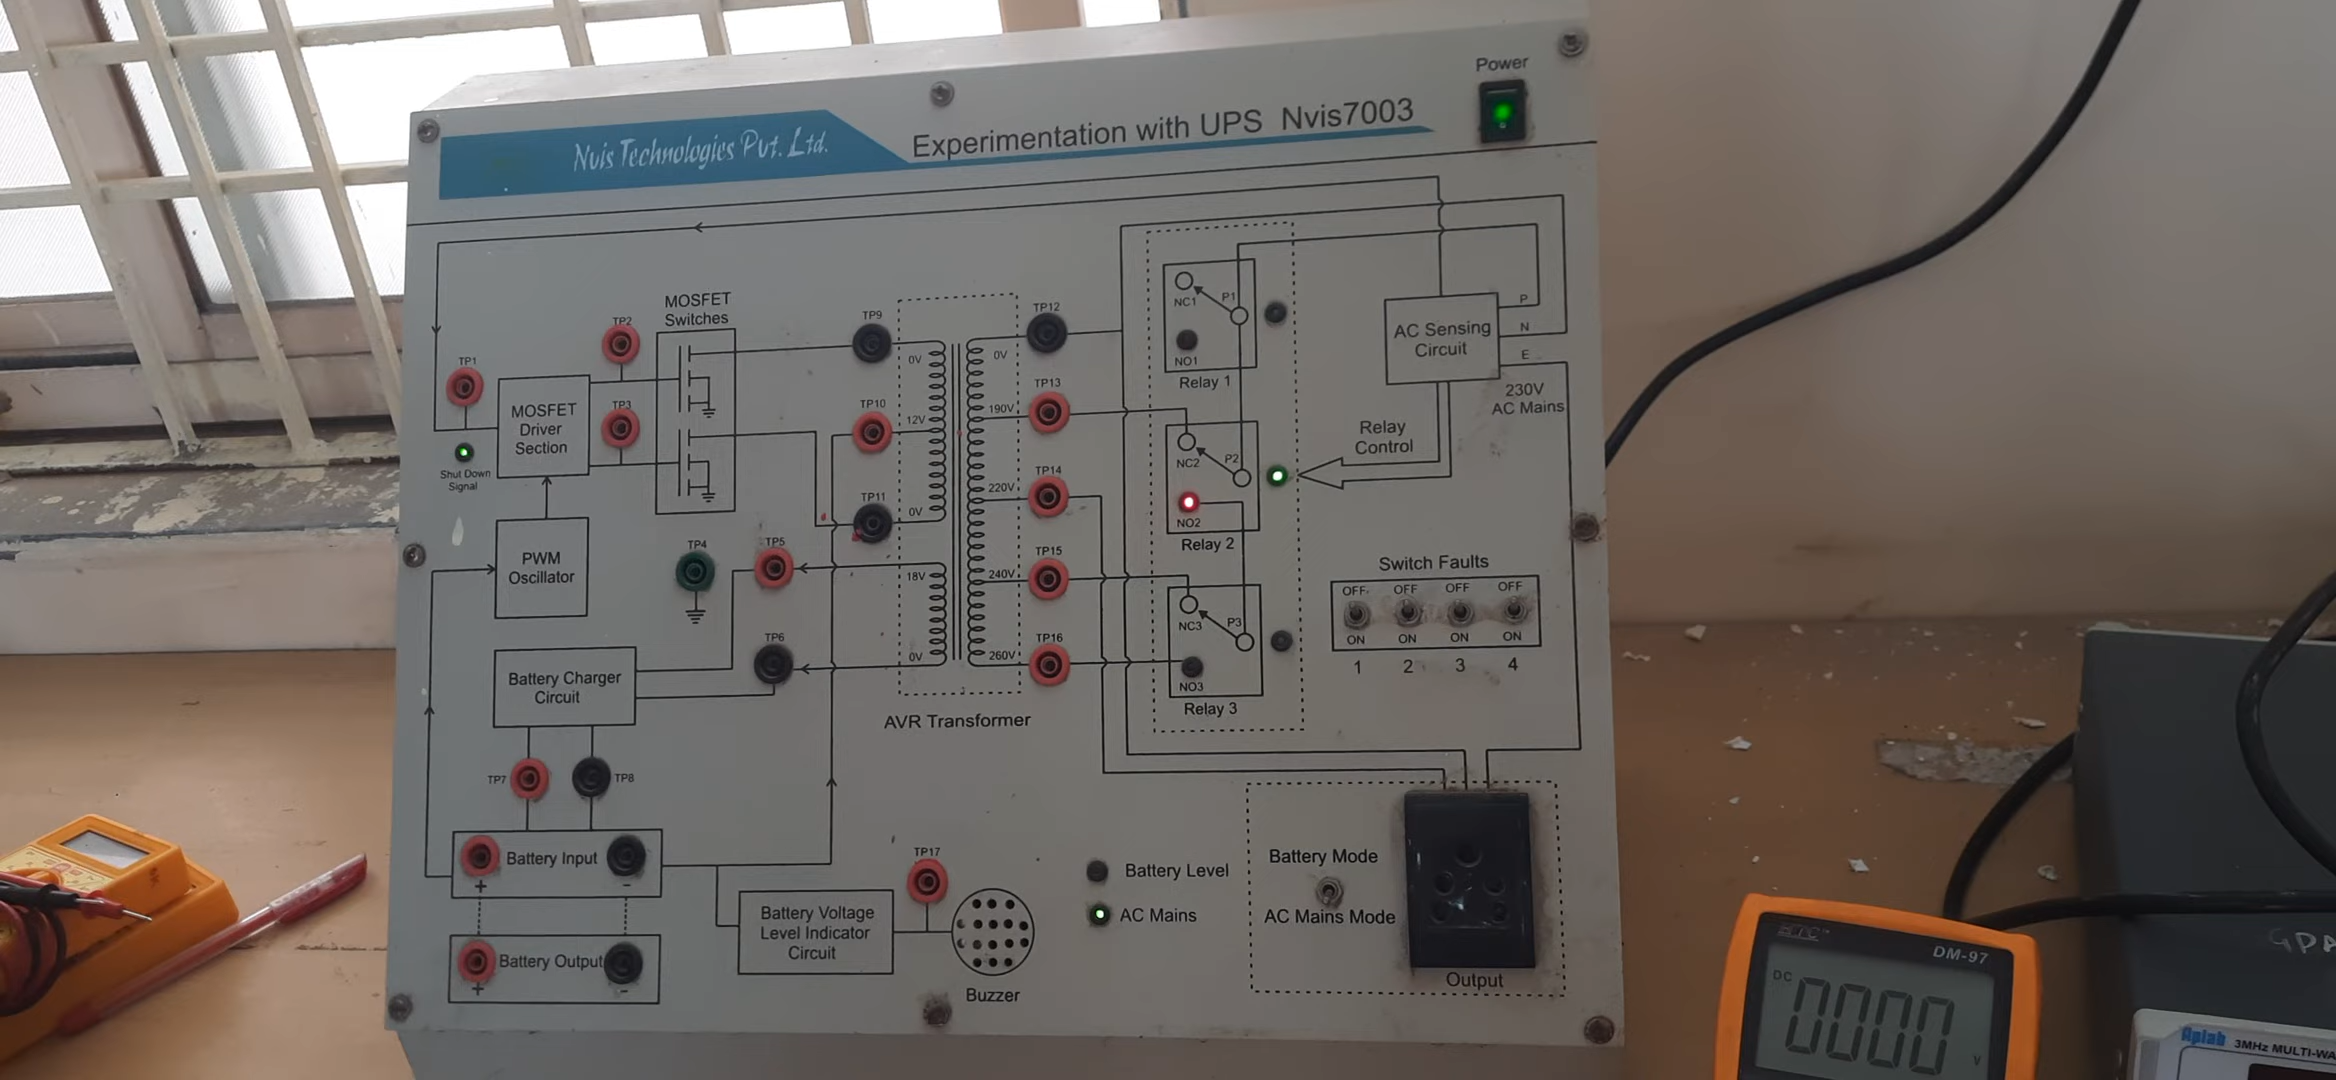 Power
Nvis Technologies Pvt. Ltd.
Experimentation with UPS Nvis7003
MOSFET
Switches
TP1
TP2
TP3
Shut Down
Signal
MOSFET
Driver
Section
PWM
Oscillator
TP4
TP5
TP6
Battery Charger
Circuit
TP7
TP8
Battery Input
+
-
Battery Output
+
-
TP9
TP10
TP11
0V
12V
0V
18V
0V
AVR Transformer
TP12
0V
TP13
190V
TP14
220V
TP15
240V
TP16
260V
NC1
P1
NO1
Relay 1
NC2
P2
NO2
Relay 2
NC3
P3
NO3
Relay 3
AC Sensing
Circuit
P
N
E
230V
AC Mains
Relay
Control
Switch Faults
OFF OFF OFF OFF
ON ON ON ON
1 2 3 4
TP17
Battery Voltage
Level Indicator
Circuit
Buzzer
Battery Level
AC Mains
Battery Mode
AC Mains Mode
Output
DM-97
DC
0000
V
Aplab
3MHz MULTI-WA